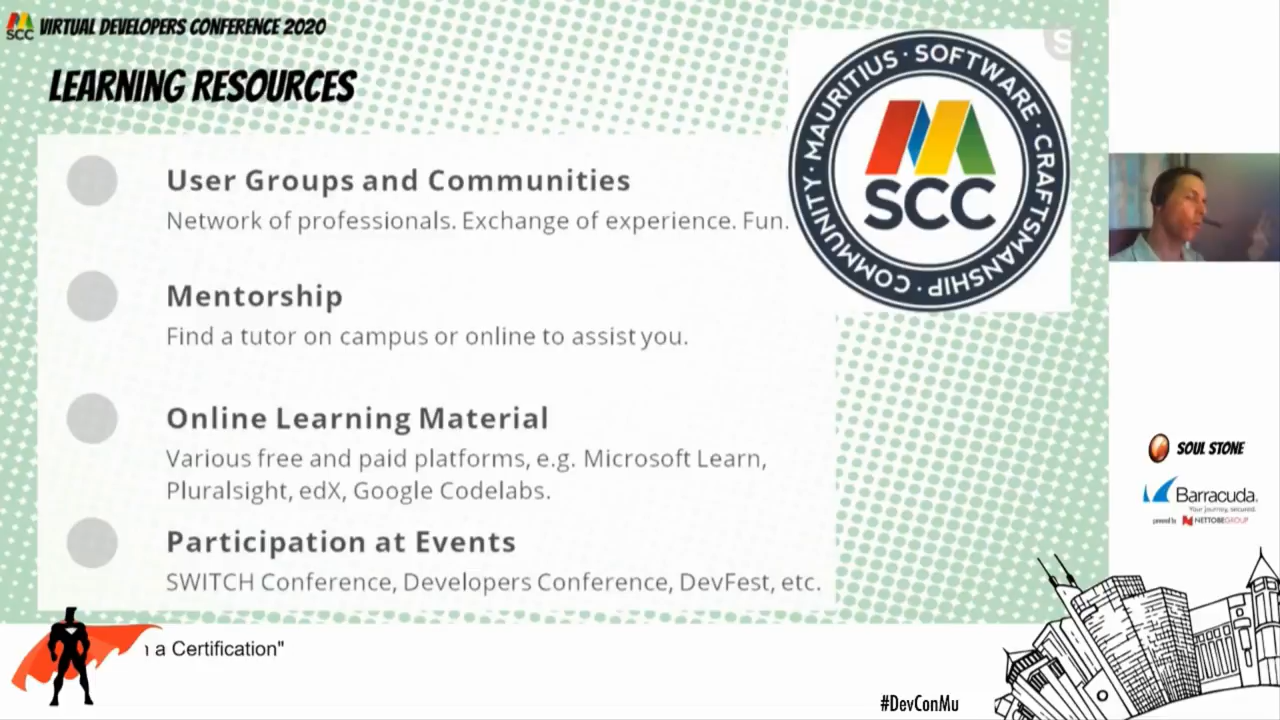 SCC VIRTUAL DEVELOPERS CONFERENCE 2020
LEARNING RESOURCES
User Groups and Communities
Network of professionals. Exchange of experience. Fun.
Mentorship
Find a tutor on campus or online to assist you.
Online Learning Material
Various free and paid platforms, e.g. Microsoft Learn,
Pluralsight, edX, Google Codelabs.
Participation at Events
SWITCH Conference, Developers Conference, DevFest, etc.
MAURITIUS · SOFTWARE · CRAFTSMANSHIP · COMMUNITY ·
SCC
S
SOUL STONE
Barracuda.
Your journey, secured.
powered by NETTOBEGROUP
a Certification"
#DevConMu